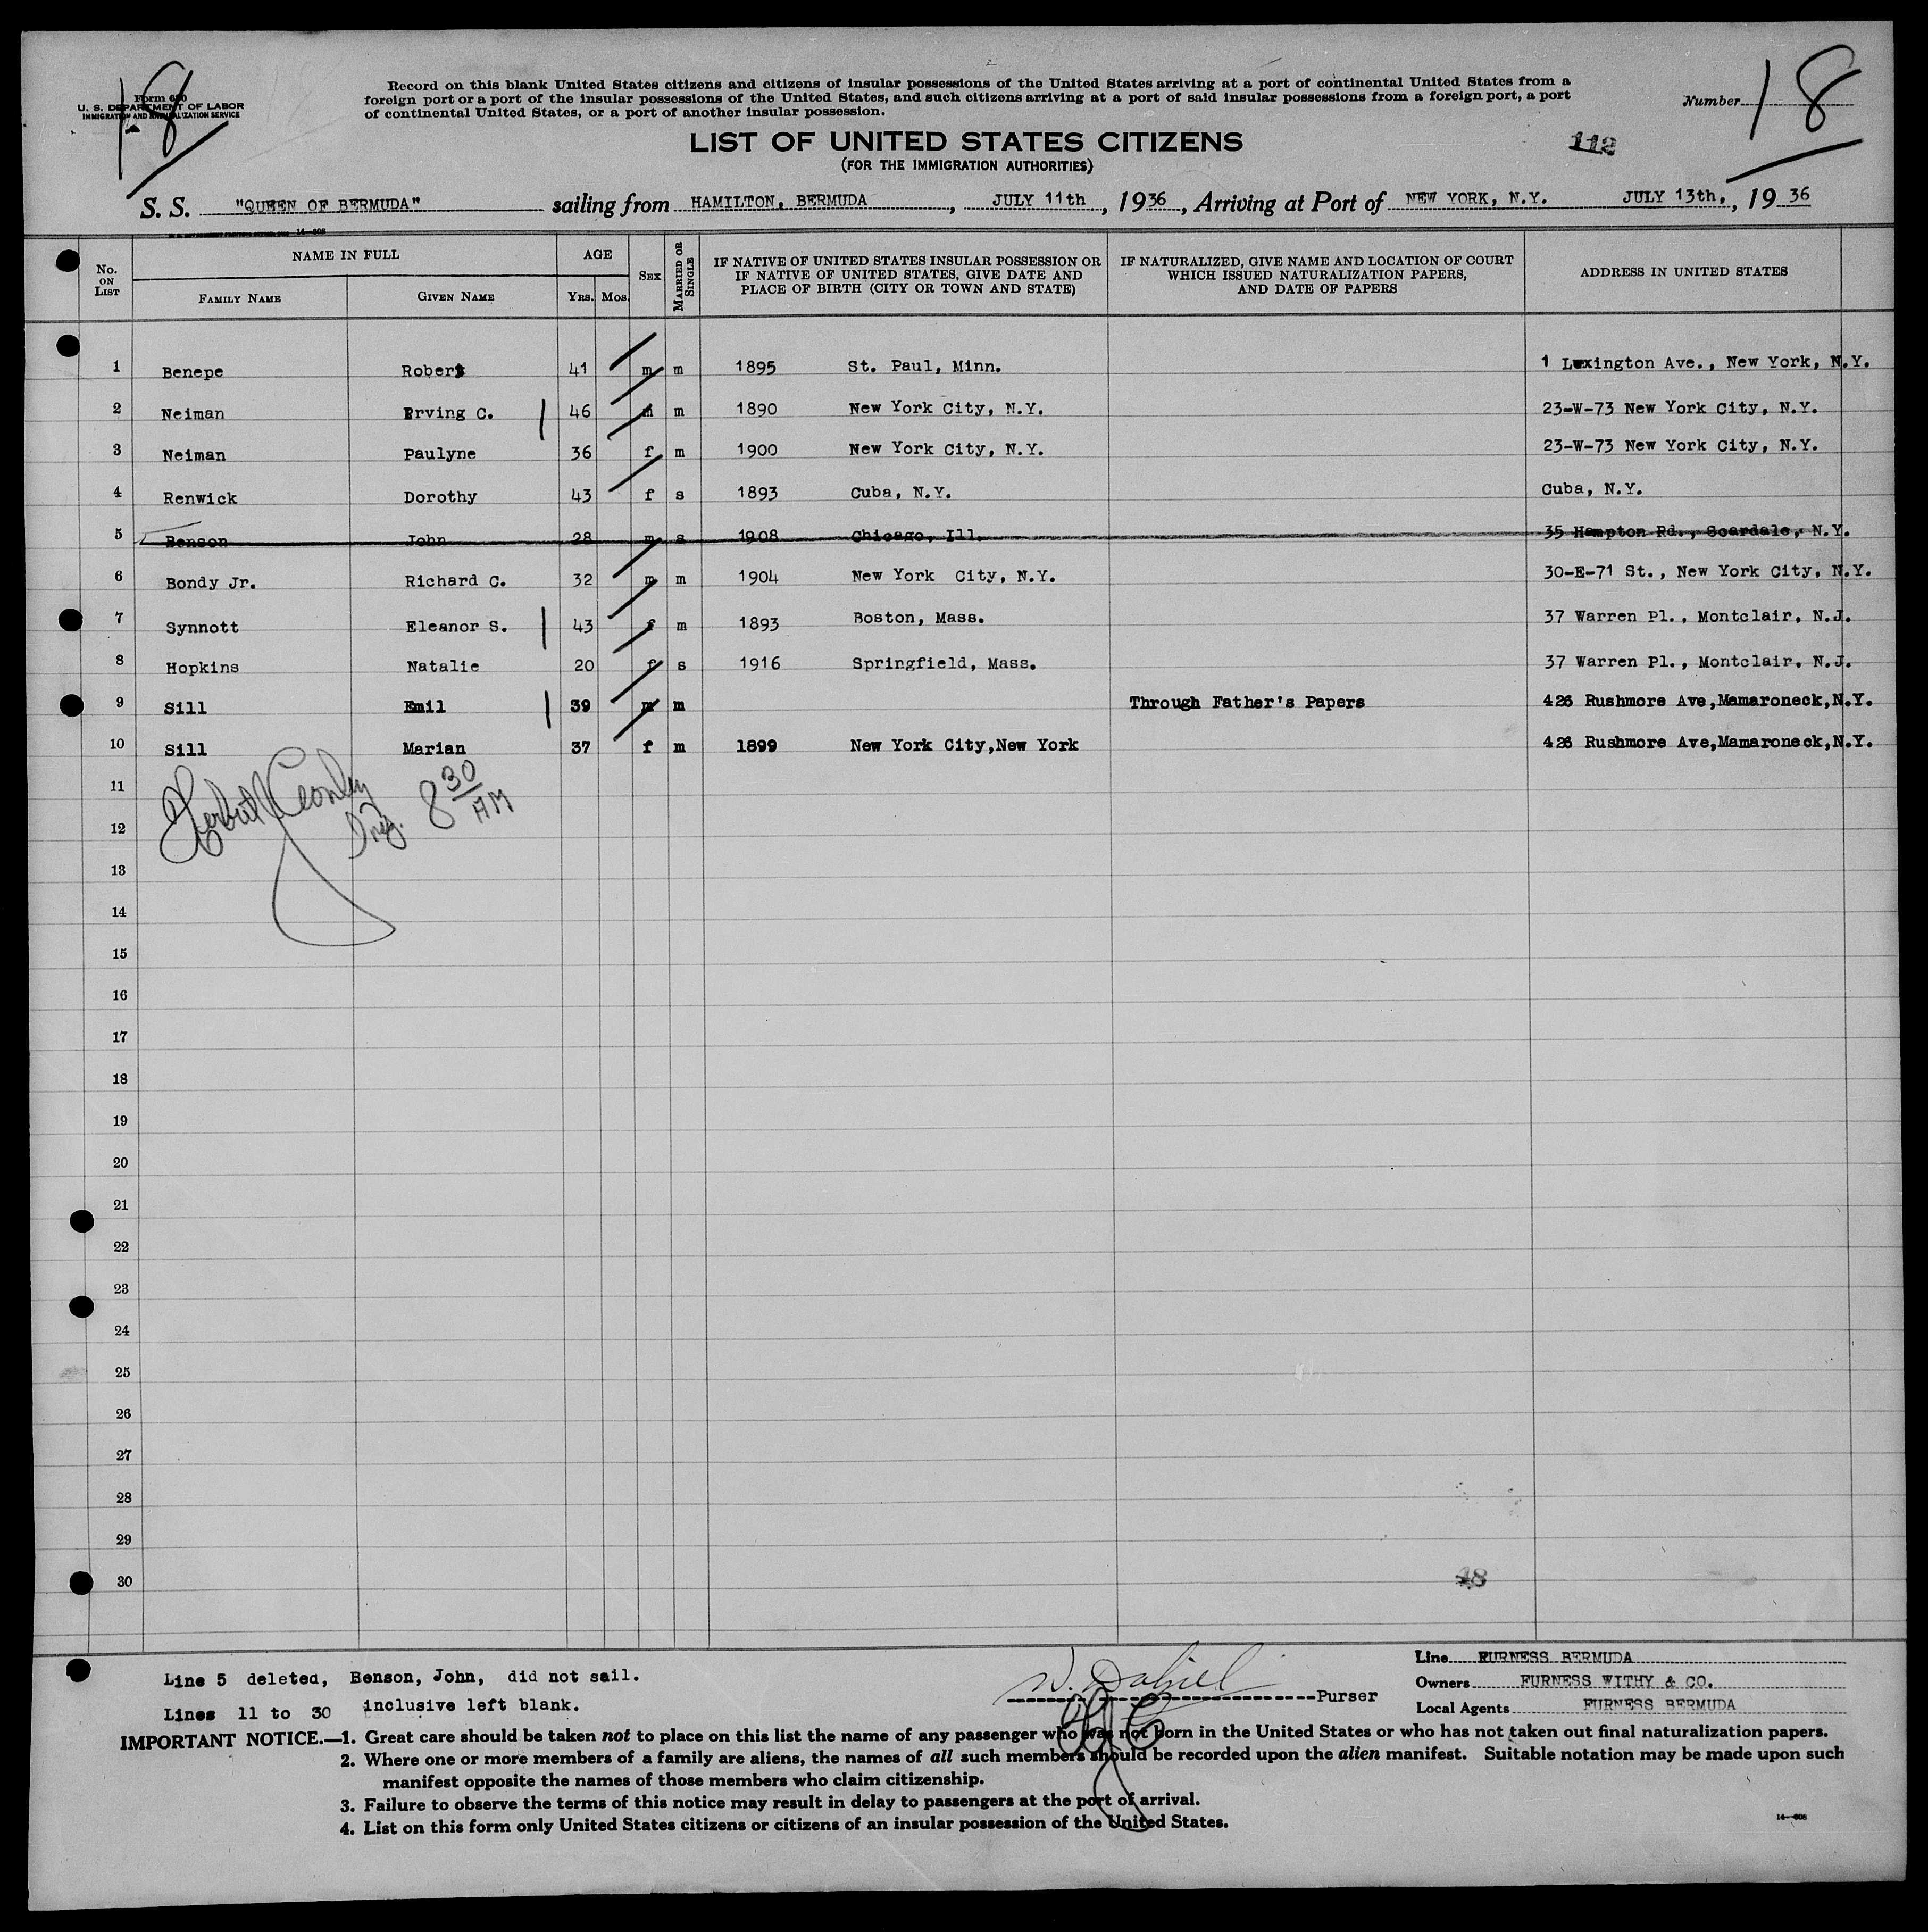 18
Form 630
U. S. DEPARTMENT OF LABOR
IMMIGRATION AND NATURALIZATION SERVICE
Record on this blank United States citizens and citizens of insular possessions of the United States arriving at a port of continental United States from a
foreign port or a port of the insular possessions of the United States, and such citizens arriving at a port of said insular possessions from a foreign port, a port
of continental United States, or a port of another insular possession.
Number 18
LIST OF UNITED STATES CITIZENS
(FOR THE IMMIGRATION AUTHORITIES)
112
S. S. "QUEEN OF BERMUDA" sailing from HAMILTON, BERMUDA, JULY 11th, 1936, Arriving at Port of NEW YORK, N.Y. JULY 13th,, 1936
14—608
No. ON LIST
NAME IN FULL
FAMILY NAME GIVEN NAME
AGE
YRS. MOS.
SEX
MARRIED OR SINGLE
IF NATIVE OF UNITED STATES INSULAR POSSESSION OR
IF NATIVE OF UNITED STATES, GIVE DATE AND
PLACE OF BIRTH (CITY OR TOWN AND STATE)
IF NATURALIZED, GIVE NAME AND LOCATION OF COURT
WHICH ISSUED NATURALIZATION PAPERS,
AND DATE OF PAPERS
ADDRESS IN UNITED STATES
1 Benepe Robert 41 m m 1895 St. Paul, Minn. 1 Lexington Ave., New York, N.Y.
2 Neiman Erving C. 46 m m 1890 New York City, N.Y. 23-W-73 New York City, N.Y.
3 Neiman Paulyne 36 f m 1900 New York City, N.Y. 23-W-73 New York City, N.Y.
4 Renwick Dorothy 43 f s 1893 Cuba, N.Y. Cuba, N.Y.
5 Benson John 28 m s 1908 Chicago, Ill. 35 Hampton Rd., Scardale, N.Y.
6 Bondy Jr. Richard C. 32 m m 1904 New York City, N.Y. 30-E-71 St., New York City, N.Y.
7 Synnott Eleanor S. 43 f m 1893 Boston, Mass. 37 Warren Pl., Montclair, N.J.
8 Hopkins Natalie 20 f s 1916 Springfield, Mass. 37 Warren Pl., Montclair, N.J.
9 Sill Emil 39 m m Through Father's Papers 426 Rushmore Ave,Mamaroneck,N.Y.
10 Sill Marian 37 f m 1899 New York City,New York 426 Rushmore Ave,Mamaroneck,N.Y.
11
8 30 AM
12
13
14
15
16
17
18
19
20
21
22
23
24
25
26
27
28
29
30
48
Line 5 deleted, Benson, John, did not sail.
Lines 11 to 30 inclusive left blank.
Purser
Line FURNESS BERMUDA
Owners FURNESS WITHY & CO.
Local Agents FURNESS BERMUDA
IMPORTANT NOTICE.—1. Great care should be taken not to place on this list the name of any passenger who was not born in the United States or who has not taken out final naturalization papers.
2. Where one or more members of a family are aliens, the names of all such members should be recorded upon the alien manifest. Suitable notation may be made upon such
manifest opposite the names of those members who claim citizenship.
3. Failure to observe the terms of this notice may result in delay to passengers at the port of arrival.
4. List on this form only United States citizens or citizens of an insular possession of the United States.
14—608